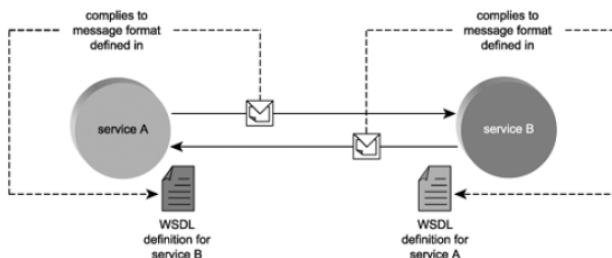 complies to
message format
defined in
complies to
message format
defined in
service A
service B
WSDL
definition for
service B
WSDL
definition for
service A